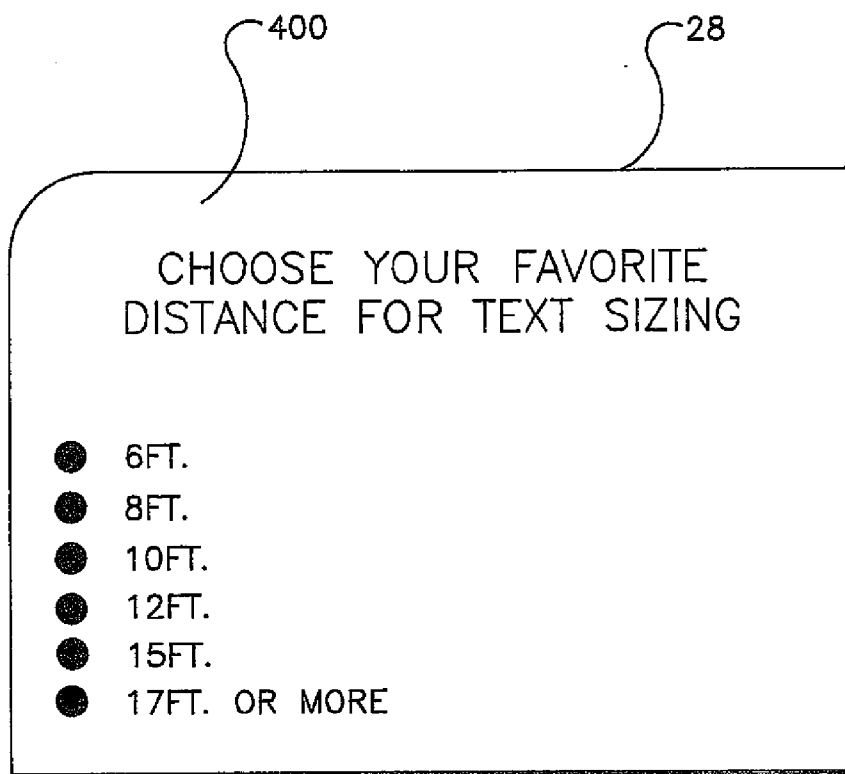 400
28
CHOOSE YOUR FAVORITE
DISTANCE FOR TEXT SIZING
6FT.
8FT.
10FT.
12FT.
15FT.
17FT. OR MORE